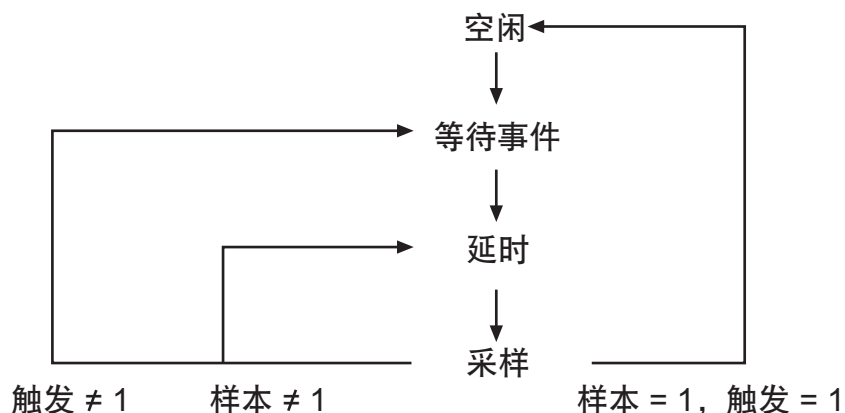 空闲
等待事件
延时
采样
触发 ≠ 1
样本 ≠ 1
样本 = 1，触发 = 1